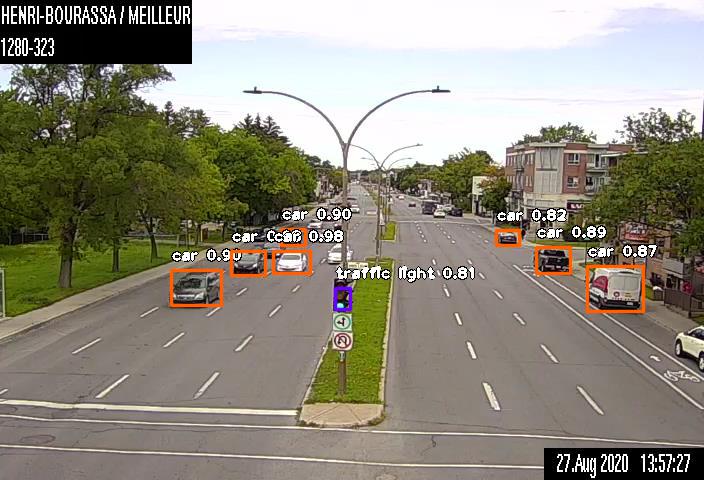 HENRI-BOURASSA / MEILLEUR
1280-323
car 0.90
car 0.82
car 0.98
car 0.89
car 0.90
car 0.87
traffic light 0.81
27.Aug 2020 13:57:27